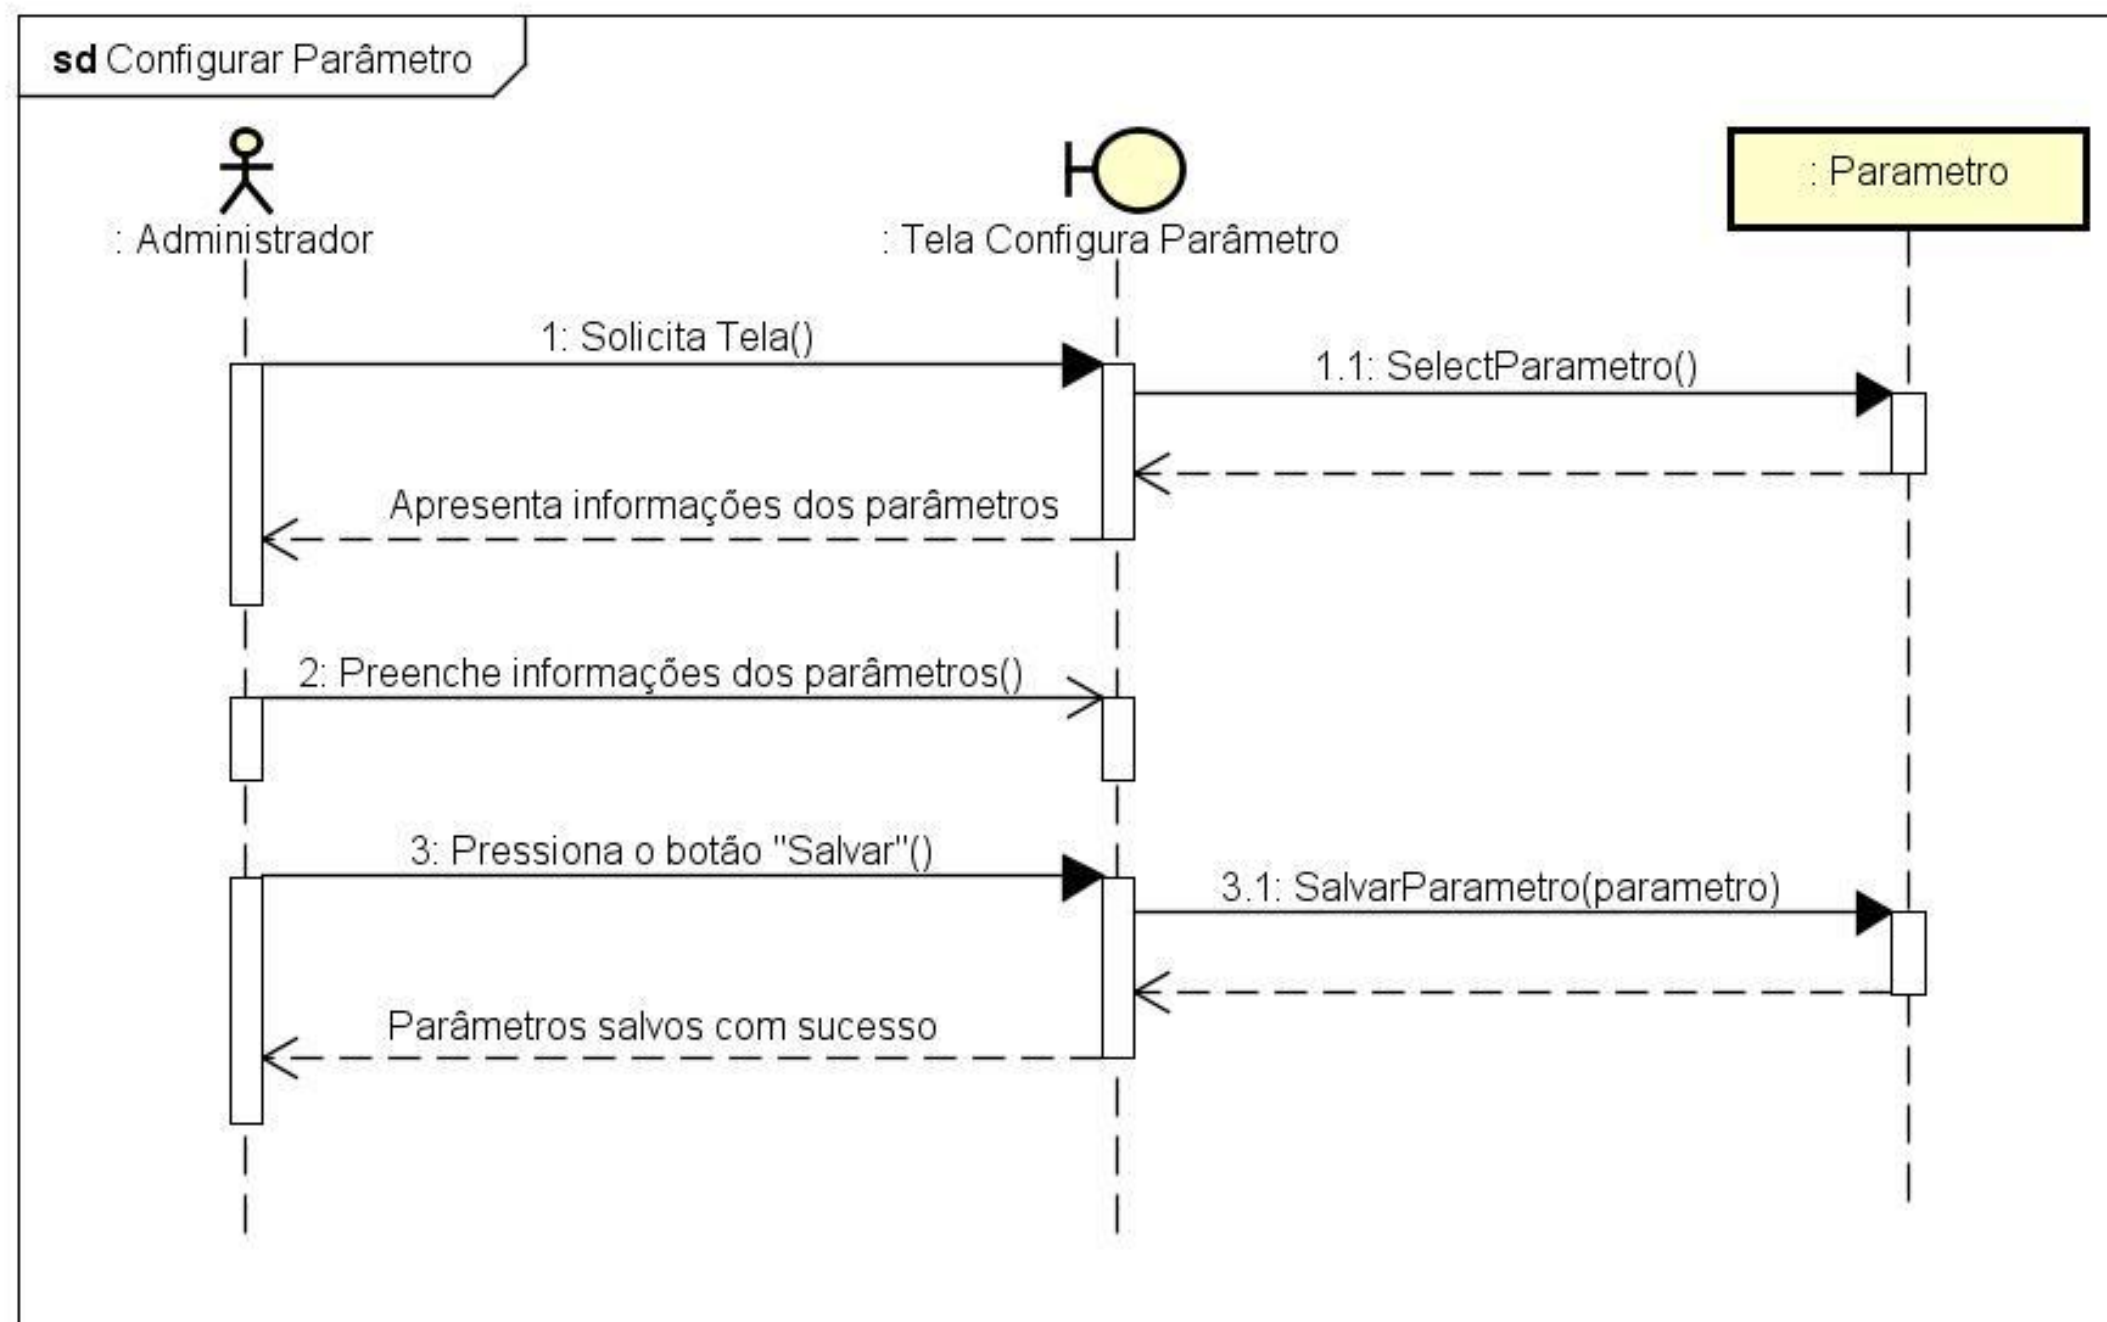 sd Configurar Parâmetro
: Administrador
: Tela Configura Parâmetro
: Parametro
1: Solicita Tela()
1.1: SelectParametro()
Apresenta informações dos parâmetros
2: Preenche informações dos parâmetros()
3: Pressiona o botão "Salvar"()
3.1: SalvarParametro(parametro)
Parâmetros salvos com sucesso